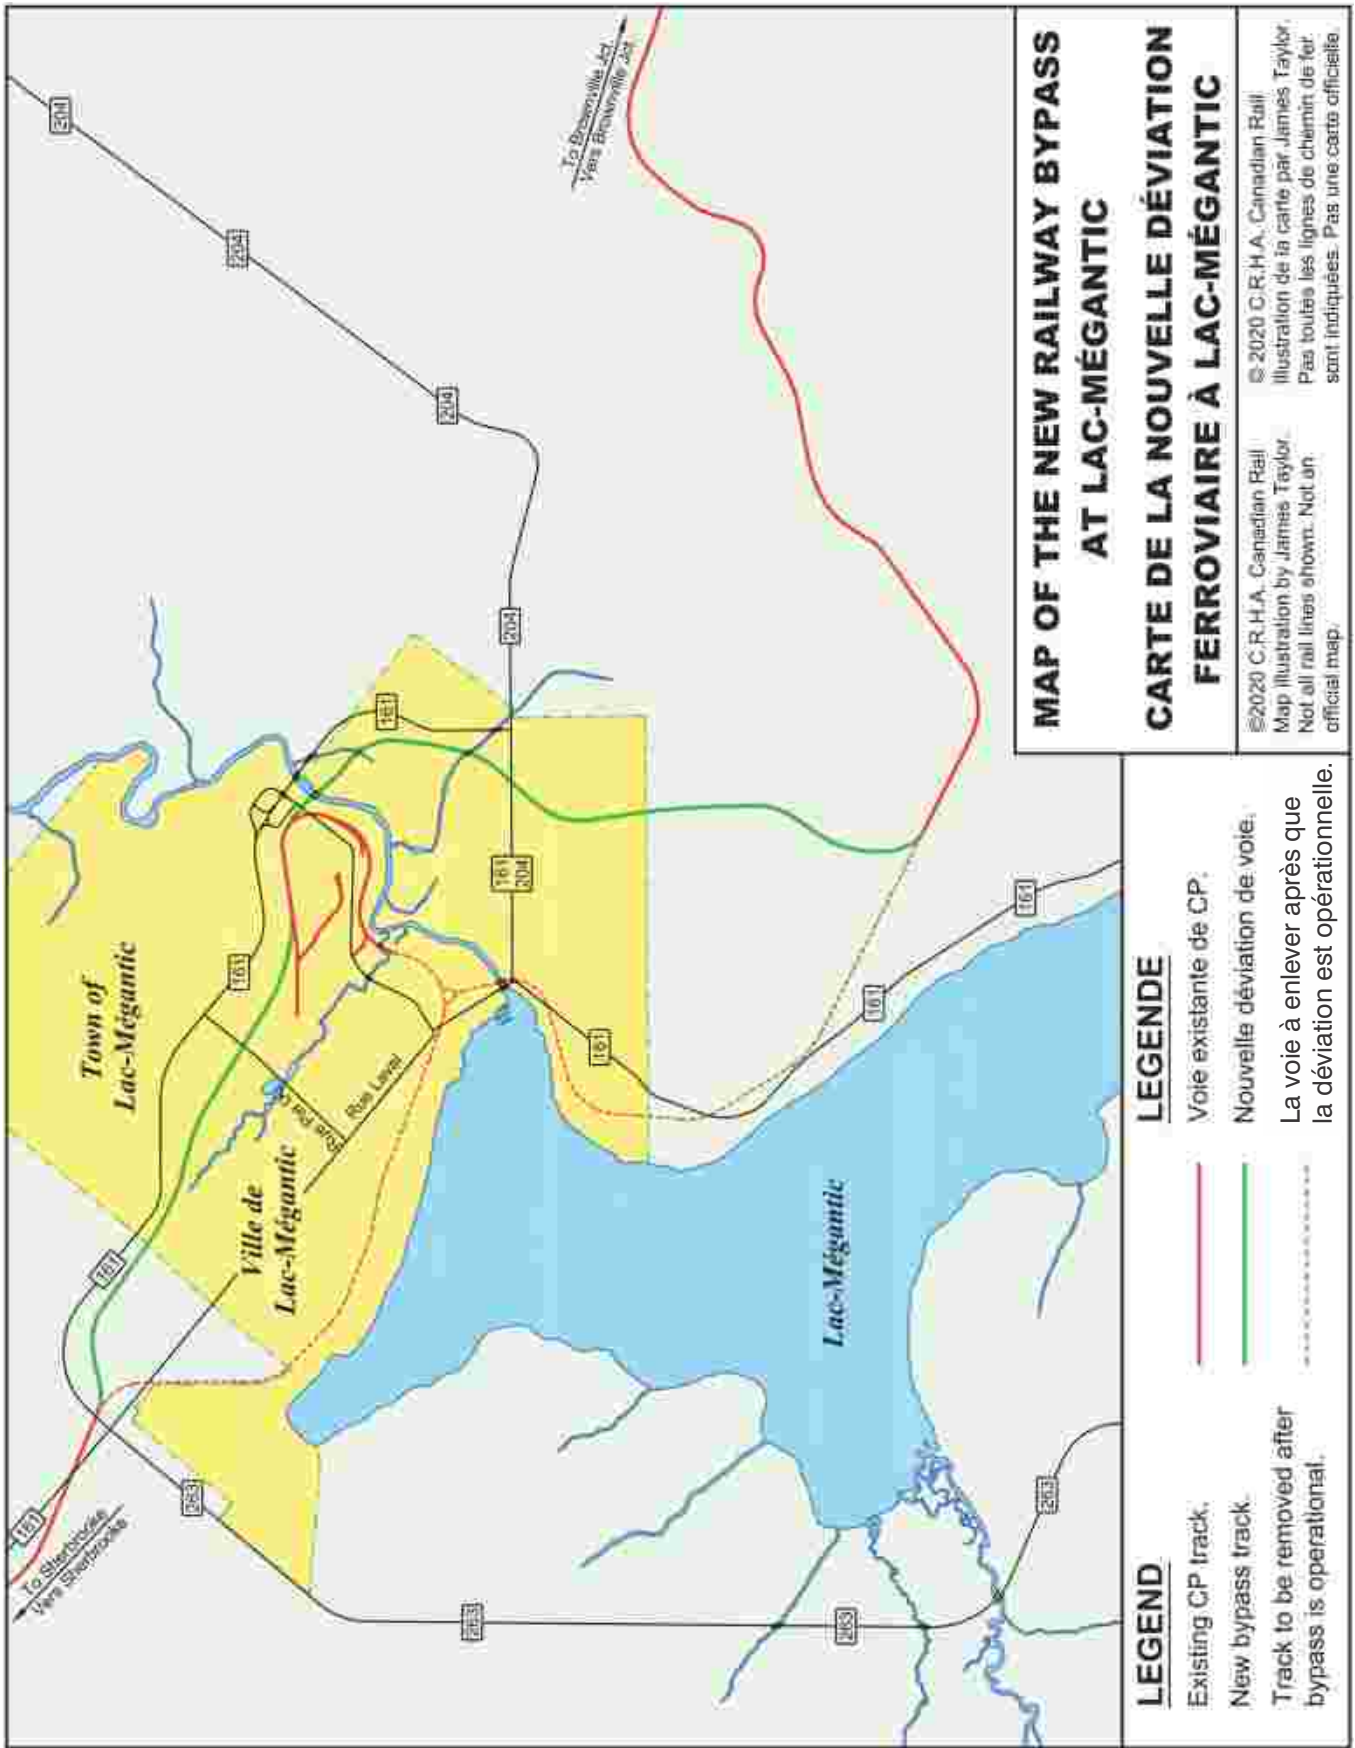 MAP OF THE NEW RAILWAY BYPASS
AT LAC-MÉGANTIC
CARTE DE LA NOUVELLE DÉVIATION
FERROVIAIRE À LAC-MÉGANTIC
©2020 C.R.H.A. Canadian Rail
Map illustration by James Taylor.
Not all rail lines shown. Not an
official map.
© 2020 C.R.H.A. Canadian Rail
Illustration de la carte par James Taylor.
Pas toutes les lignes de chemin de fer
sont indiquées. Pas une carte officielle.
LEGEND
Existing CP track.
New bypass track.
Track to be removed after
bypass is operational.
LEGENDE
Voie existante de CP.
Nouvelle déviation de voie.
La voie à enlever après que
la déviation est opérationnelle.
To Sherbrooke
Vers Sherbrooke
To Brownville Jct.
Vers Brownville Jct.
Town of
Lac-Mégantic
Ville de
Lac-Mégantic
Lac-Mégantic
Rue Laval
Rue Pie
161
161
161
161
161
204
161
161
161
204
204
204
204
263
263
263
263